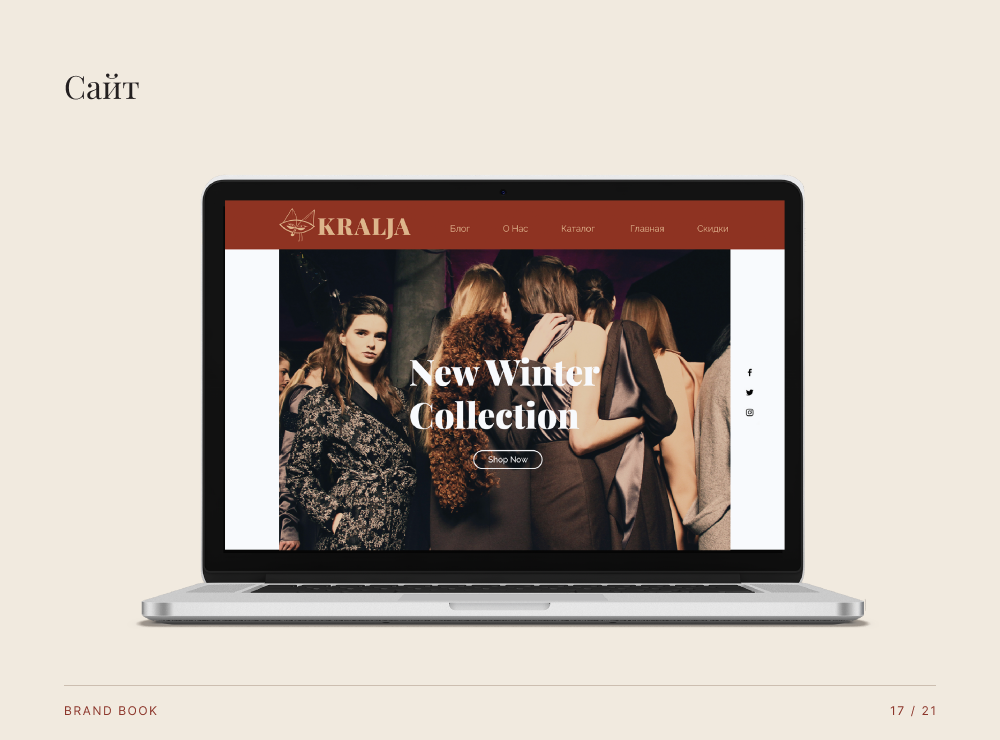 Сайт
KRALJA
Блог О Нас Каталог Главная Скидки
New Winter
Collection
Shop Now
BRAND BOOK 17 / 21